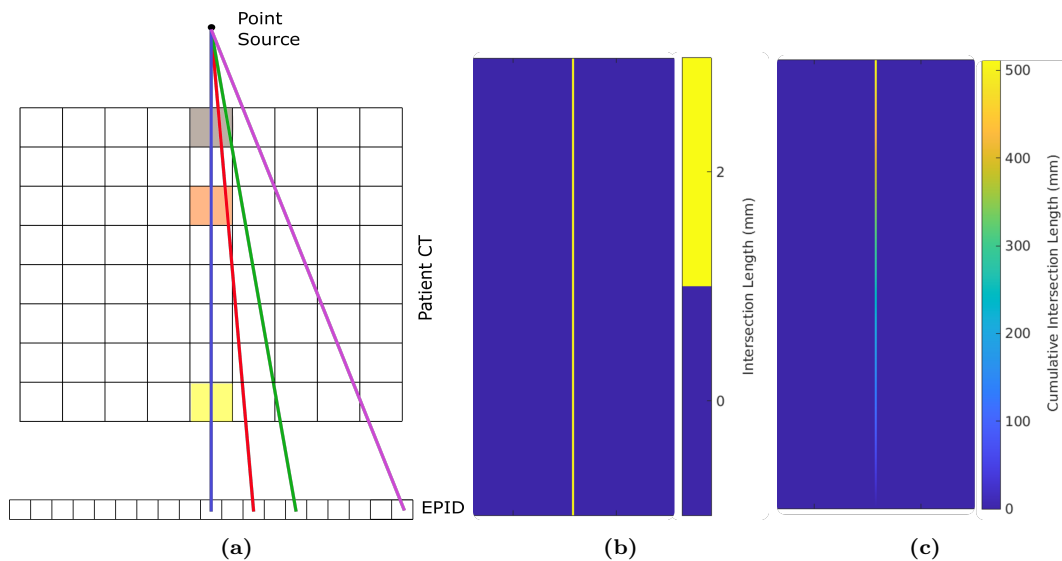 Point
Source
Patient CT
EPID
(a)
2
0
Intersection Length (mm)
(b)
500
400
300
200
100
0
Cumulative Intersection Length (mm)
(c)